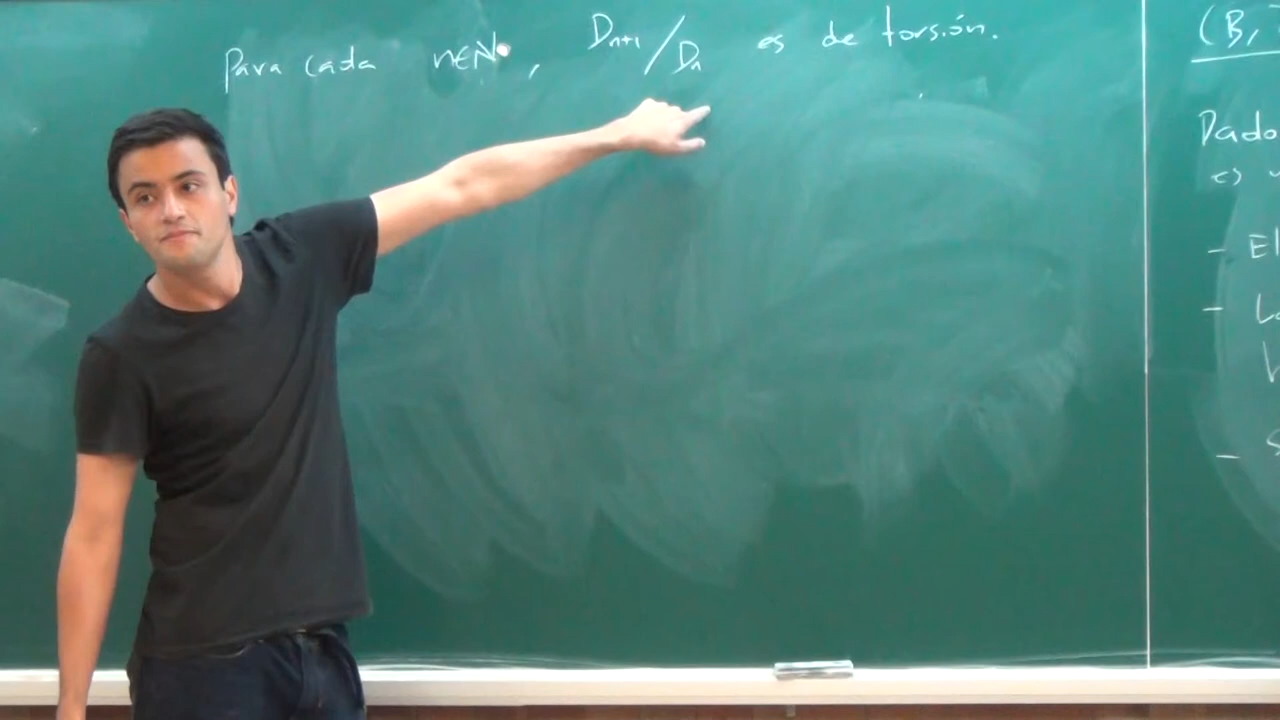 Para cada n∈ℕ, Dₙ₊₁/Dₙ es de torsión.
(B,
Dado
es
- El
-
-